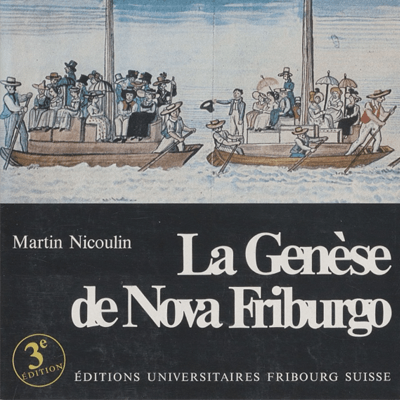 Martin Nicoulin
La Genèse
de Nova Friburgo
3e
ÉDITION
ÉDITIONS UNIVERSITAIRES FRIBOURG SUISSE